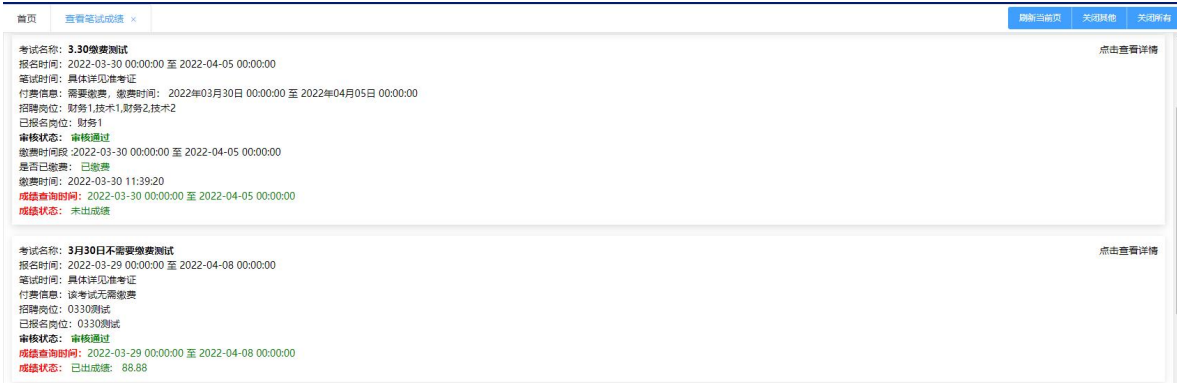 首页
查看笔试成绩 ×
刷新当前页 关闭其他 关闭所有
考试名称：3.30缴费测试
点击查看详情
报名时间：2022-03-30 00:00:00 至 2022-04-05 00:00:00
笔试时间：具体详见准考证
付费信息：需要缴费，缴费时间： 2022年03月30日 00:00:00 至 2022年04月05日 00:00:00
招聘岗位：财务1,技术1,财务2,技术2
已报名岗位：财务1
审核状态： 审核通过
缴费时间段 :2022-03-30 00:00:00 至 2022-04-05 00:00:00
是否已缴费： 已缴费
缴费时间：2022-03-30 11:39:20
成绩查询时间：2022-03-30 00:00:00 至 2022-04-05 00:00:00
成绩状态： 未出成绩
考试名称：3月30日不需要缴费测试
点击查看详情
报名时间：2022-03-29 00:00:00 至 2022-04-08 00:00:00
笔试时间：具体详见准考证
付费信息：该考试无需缴费
招聘岗位：0330测试
已报名岗位：0330测试
审核状态： 审核通过
成绩查询时间：2022-03-29 00:00:00 至 2022-04-08 00:00:00
成绩状态： 已出成绩: 88.88